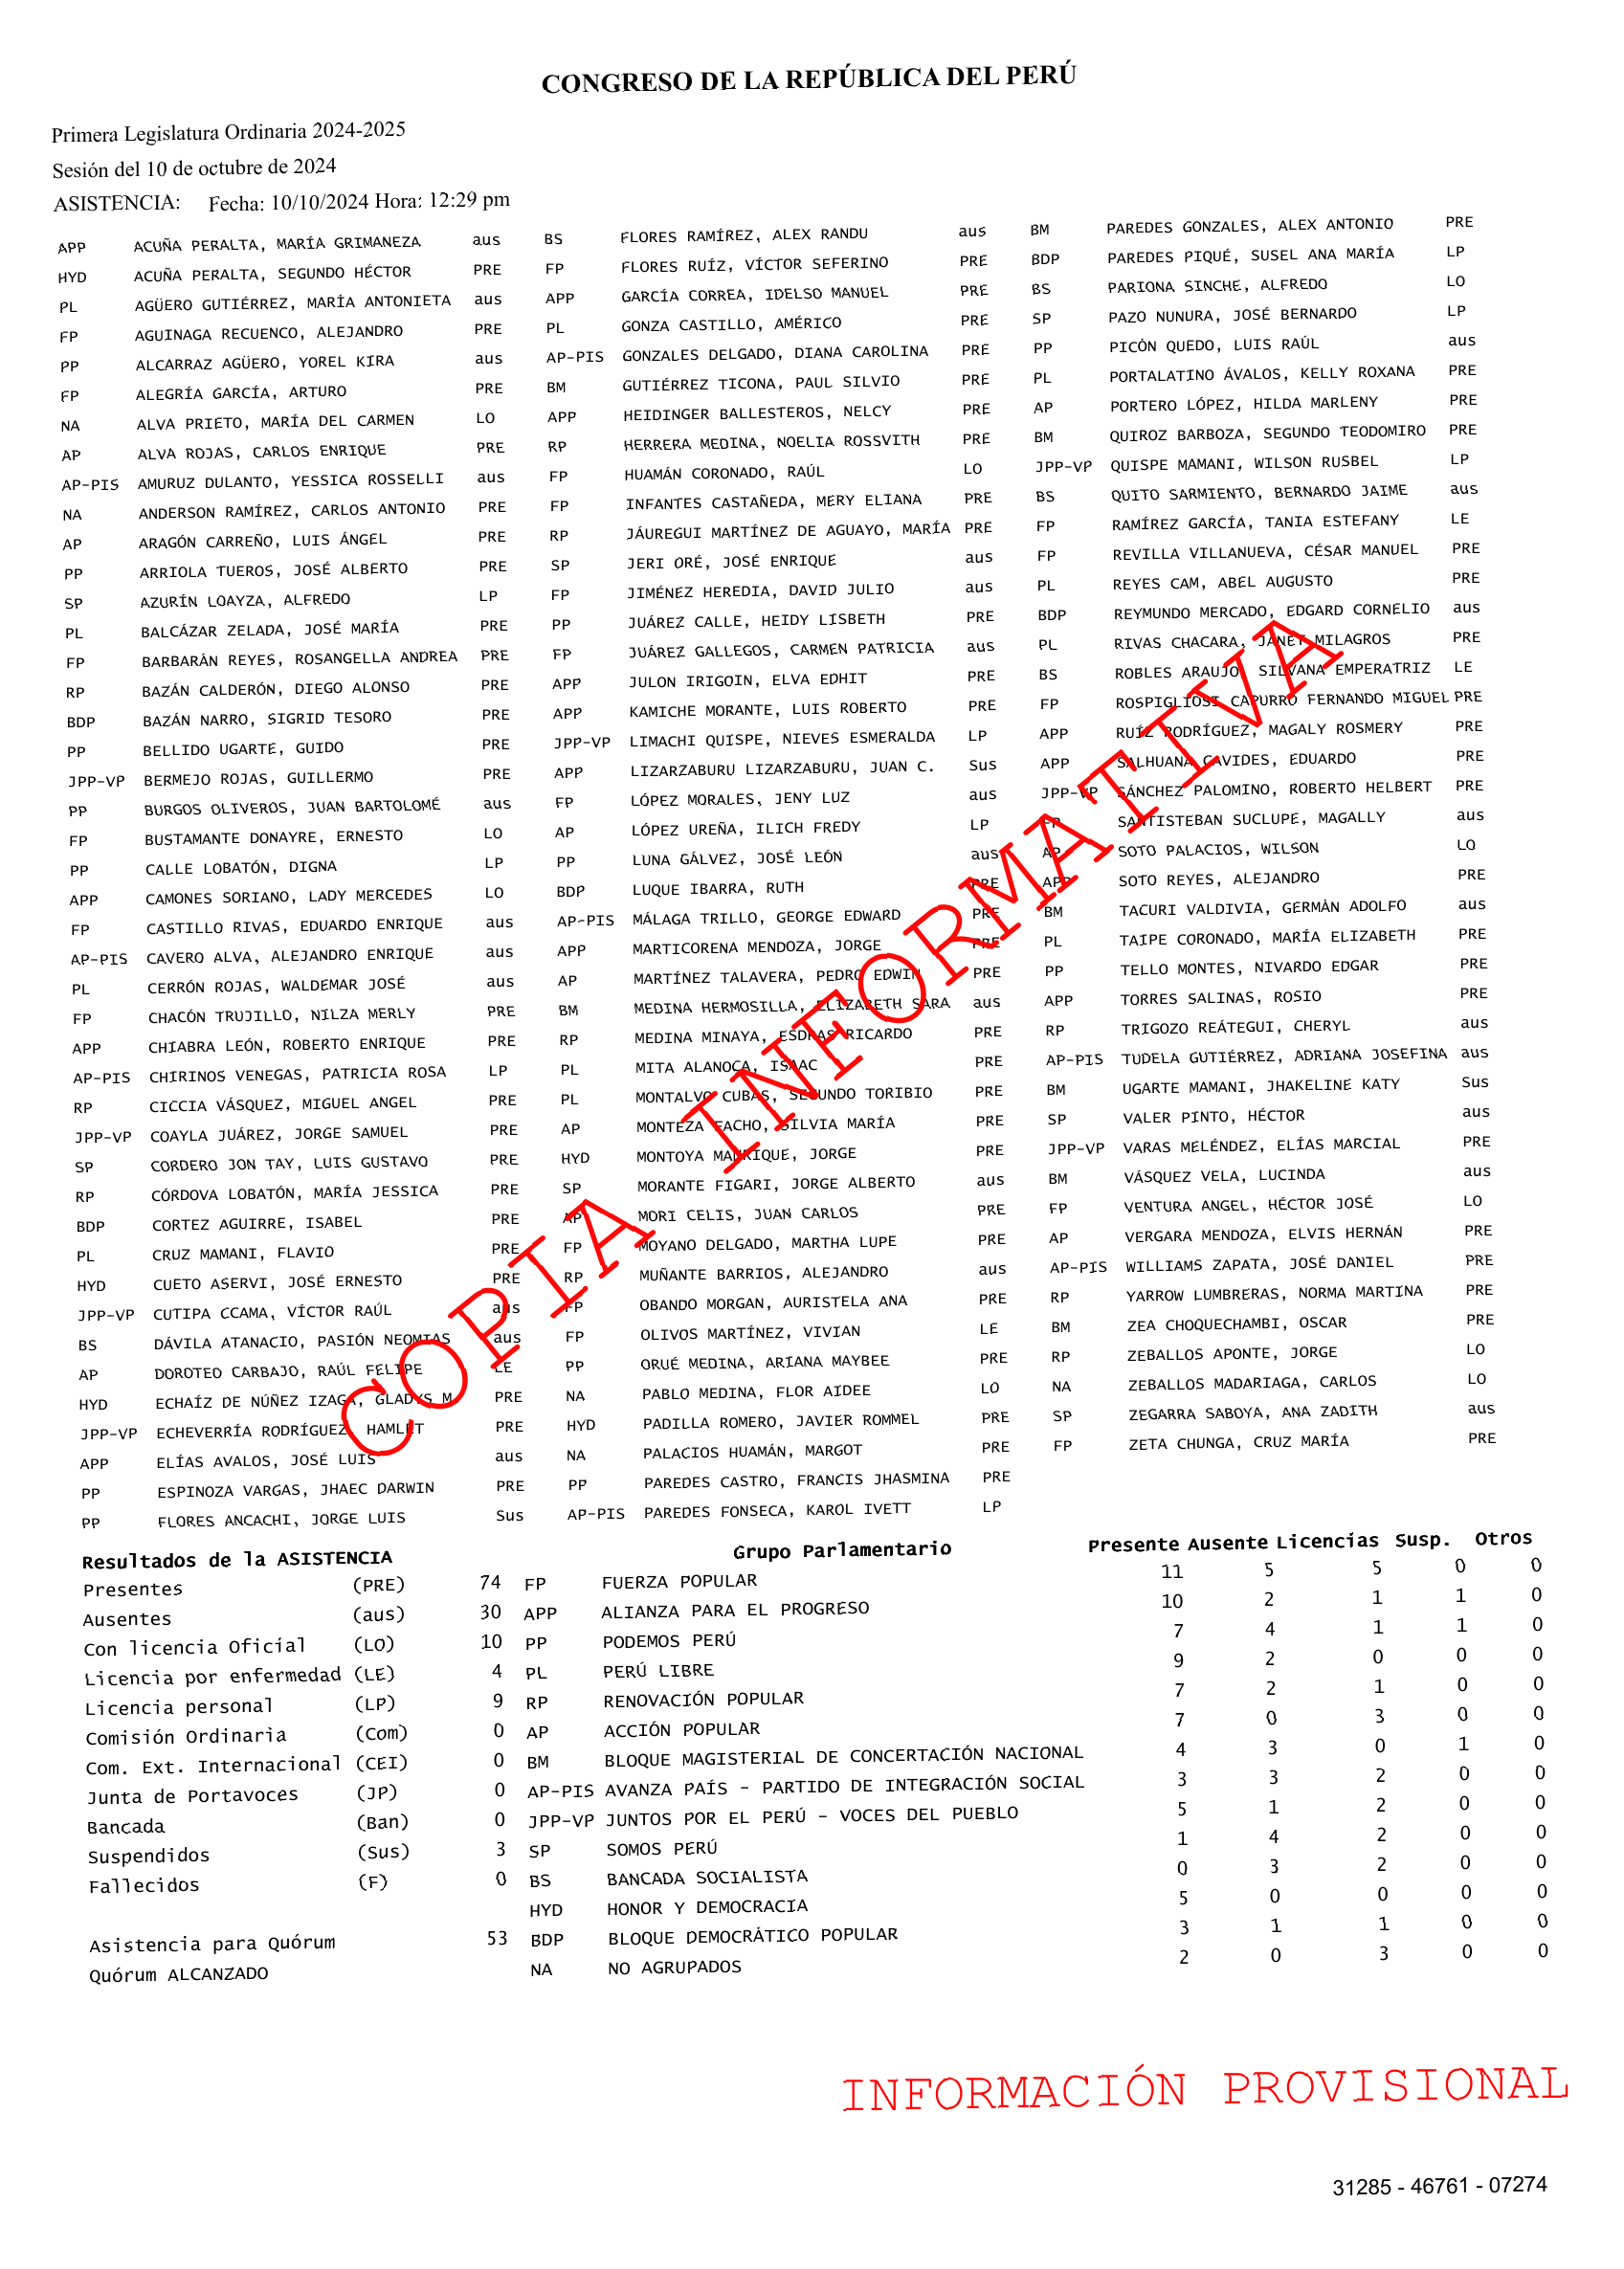 CONGRESO DE LA REPÚBLICA DEL PERÚ
Primera Legislatura Ordinaria 2024-2025
Sesión del 10 de octubre de 2024
ASISTENCIA: Fecha: 10/10/2024 Hora: 12:29 pm
APP ACUÑA PERALTA, MARÍA GRIMANEZA aus
HYD ACUÑA PERALTA, SEGUNDO HÉCTOR PRE
PL AGÜERO GUTIÉRREZ, MARÍA ANTONIETA aus
FP AGUINAGA RECUENCO, ALEJANDRO PRE
PP ALCARRAZ AGÜERO, YOREL KIRA aus
FP ALEGRÍA GARCÍA, ARTURO PRE
NA ALVA PRIETO, MARÍA DEL CARMEN LO
AP ALVA ROJAS, CARLOS ENRIQUE PRE
AP-PIS AMURUZ DULANTO, YESSICA ROSSELLI aus
NA ANDERSON RAMÍREZ, CARLOS ANTONIO PRE
AP ARAGÓN CARREÑO, LUIS ÁNGEL PRE
PP ARRIOLA TUEROS, JOSÉ ALBERTO PRE
SP AZURÍN LOAYZA, ALFREDO LP
PL BALCÁZAR ZELADA, JOSÉ MARÍA PRE
FP BARBARÁN REYES, ROSANGELLA ANDREA PRE
RP BAZÁN CALDERÓN, DIEGO ALONSO PRE
BDP BAZÁN NARRO, SIGRID TESORO PRE
PP BELLIDO UGARTE, GUIDO PRE
JPP-VP BERMEJO ROJAS, GUILLERMO PRE
PP BURGOS OLIVEROS, JUAN BARTOLOMÉ aus
FP BUSTAMANTE DONAYRE, ERNESTO LO
PP CALLE LOBATÓN, DIGNA LP
APP CAMONES SORIANO, LADY MERCEDES LO
FP CASTILLO RIVAS, EDUARDO ENRIQUE aus
AP-PIS CAVERO ALVA, ALEJANDRO ENRIQUE aus
PL CERRÓN ROJAS, WALDEMAR JOSÉ aus
FP CHACÓN TRUJILLO, NILZA MERLY PRE
APP CHIABRA LEÓN, ROBERTO ENRIQUE PRE
AP-PIS CHIRINOS VENEGAS, PATRICIA ROSA LP
RP CICCIA VÁSQUEZ, MIGUEL ANGEL PRE
JPP-VP COAYLA JUÁREZ, JORGE SAMUEL PRE
SP CORDERO JON TAY, LUIS GUSTAVO PRE
RP CÓRDOVA LOBATÓN, MARÍA JESSICA PRE
BDP CORTEZ AGUIRRE, ISABEL PRE
PL CRUZ MAMANI, FLAVIO PRE
HYD CUETO ASERVI, JOSÉ ERNESTO PRE
JPP-VP CUTIPA CCAMA, VÍCTOR RAÚL aus
BS DÁVILA ATANACIO, PASIÓN NEOMIAS aus
AP DOROTEO CARBAJO, RAÚL FELIPE LE
HYD ECHAÍZ DE NÚÑEZ IZAGA, GLADYS M PRE
JPP-VP ECHEVERRÍA RODRÍGUEZ, HAMLET PRE
APP ELÍAS AVALOS, JOSÉ LUIS aus
PP ESPINOZA VARGAS, JHAEC DARWIN PRE
PP FLORES ANCACHI, JORGE LUIS Sus
BS FLORES RAMÍREZ, ALEX RANDU aus
FP FLORES RUÍZ, VÍCTOR SEFERINO PRE
APP GARCÍA CORREA, IDELSO MANUEL PRE
PL GONZA CASTILLO, AMÉRICO PRE
AP-PIS GONZALES DELGADO, DIANA CAROLINA PRE
BM GUTIÉRREZ TICONA, PAUL SILVIO PRE
APP HEIDINGER BALLESTEROS, NELCY PRE
RP HERRERA MEDINA, NOELIA ROSSVITH PRE
FP HUAMÁN CORONADO, RAÚL LO
FP INFANTES CASTAÑEDA, MERY ELIANA PRE
RP JÁUREGUI MARTÍNEZ DE AGUAYO, MARÍA PRE
SP JERI ORÉ, JOSÉ ENRIQUE aus
FP JIMÉNEZ HEREDIA, DAVID JULIO aus
PP JUÁREZ CALLE, HEIDY LISBETH PRE
FP JUÁREZ GALLEGOS, CARMEN PATRICIA aus
APP JULON IRIGOIN, ELVA EDHIT PRE
APP KAMICHE MORANTE, LUIS ROBERTO PRE
JPP-VP LIMACHI QUISPE, NIEVES ESMERALDA LP
APP LIZARZABURU LIZARZABURU, JUAN C. Sus
FP LÓPEZ MORALES, JENY LUZ aus
AP LÓPEZ UREÑA, ILICH FREDY LP
PP LUNA GÁLVEZ, JOSÉ LEÓN aus
BDP LUQUE IBARRA, RUTH PRE
AP-PIS MÁLAGA TRILLO, GEORGE EDWARD PRE
APP MARTICORENA MENDOZA, JORGE PRE
AP MARTÍNEZ TALAVERA, PEDRO EDWIN PRE
BM MEDINA HERMOSILLA, ELIZABETH SARA aus
RP MEDINA MINAYA, ESDRAS RICARDO PRE
PL MITA ALANOCA, ISAAC PRE
PL MONTALVO CUBAS, SEGUNDO TORIBIO PRE
AP MONTEZA FACHO, SILVIA MARÍA PRE
HYD MONTOYA MANRIQUE, JORGE PRE
SP MORANTE FIGARI, JORGE ALBERTO aus
AP MORI CELIS, JUAN CARLOS PRE
FP MOYANO DELGADO, MARTHA LUPE PRE
RP MUÑANTE BARRIOS, ALEJANDRO aus
FP OBANDO MORGAN, AURISTELA ANA PRE
FP OLIVOS MARTÍNEZ, VIVIAN LE
PP ORUÉ MEDINA, ARIANA MAYBEE PRE
NA PABLO MEDINA, FLOR AIDEE LO
HYD PADILLA ROMERO, JAVIER ROMMEL PRE
NA PALACIOS HUAMÁN, MARGOT PRE
PP PAREDES CASTRO, FRANCIS JHASMINA PRE
AP-PIS PAREDES FONSECA, KAROL IVETT LP
BM PAREDES GONZALES, ALEX ANTONIO PRE
BDP PAREDES PIQUÉ, SUSEL ANA MARÍA LP
BS PARIONA SINCHE, ALFREDO LO
SP PAZO NUNURA, JOSÉ BERNARDO LP
PP PICÓN QUEDO, LUIS RAÚL aus
PL PORTALATINO ÁVALOS, KELLY ROXANA PRE
AP PORTERO LÓPEZ, HILDA MARLENY PRE
BM QUIROZ BARBOZA, SEGUNDO TEODOMIRO PRE
JPP-VP QUISPE MAMANI, WILSON RUSBEL LP
BS QUITO SARMIENTO, BERNARDO JAIME aus
FP RAMÍREZ GARCÍA, TANIA ESTEFANY LE
FP REVILLA VILLANUEVA, CÉSAR MANUEL PRE
PL REYES CAM, ABEL AUGUSTO PRE
BDP REYMUNDO MERCADO, EDGARD CORNELIO aus
PL RIVAS CHACARA, JANET MILAGROS PRE
BS ROBLES ARAUJO, SILVANA EMPERATRIZ LE
FP ROSPIGLIOSI CAPURRO FERNANDO MIGUEL PRE
APP RUÍZ RODRÍGUEZ, MAGALY ROSMERY PRE
APP SALHUANA CAVIDES, EDUARDO PRE
JPP-VP SÁNCHEZ PALOMINO, ROBERTO HELBERT PRE
FP SANTISTEBAN SUCLUPE, MAGALLY aus
AP SOTO PALACIOS, WILSON LO
APP SOTO REYES, ALEJANDRO PRE
BM TACURI VALDIVIA, GERMÁN ADOLFO aus
PL TAIPE CORONADO, MARÍA ELIZABETH PRE
PP TELLO MONTES, NIVARDO EDGAR PRE
APP TORRES SALINAS, ROSIO PRE
RP TRIGOZO REÁTEGUI, CHERYL aus
AP-PIS TUDELA GUTIÉRREZ, ADRIANA JOSEFINA aus
BM UGARTE MAMANI, JHAKELINE KATY Sus
SP VALER PINTO, HÉCTOR aus
JPP-VP VARAS MELÉNDEZ, ELÍAS MARCIAL PRE
BM VÁSQUEZ VELA, LUCINDA aus
FP VENTURA ANGEL, HÉCTOR JOSÉ LO
AP VERGARA MENDOZA, ELVIS HERNÁN PRE
AP-PIS WILLIAMS ZAPATA, JOSÉ DANIEL PRE
RP YARROW LUMBRERAS, NORMA MARTINA PRE
BM ZEA CHOQUECHAMBI, OSCAR PRE
RP ZEBALLOS APONTE, JORGE LO
NA ZEBALLOS MADARIAGA, CARLOS LO
SP ZEGARRA SABOYA, ANA ZADITH aus
FP ZETA CHUNGA, CRUZ MARÍA PRE
COPIA INFORMATIVA
Resultados de la ASISTENCIA
Presentes (PRE) 74
Ausentes (aus) 30
Con licencia Oficial (LO) 10
Licencia por enfermedad (LE) 4
Licencia personal (LP) 9
Comisión Ordinaria (Com) 0
Com. Ext. Internacional (CEI) 0
Junta de Portavoces (JP) 0
Bancada (Ban) 0
Suspendidos (Sus) 3
Fallecidos (F) 0
Asistencia para Quórum 53
Quórum ALCANZADO
Grupo Parlamentario Presente Ausente Licencias Susp. Otros
FP FUERZA POPULAR 11 5 5 0 0
APP ALIANZA PARA EL PROGRESO 10 2 1 1 0
PP PODEMOS PERÚ 7 4 1 1 0
PL PERÚ LIBRE 9 2 0 0 0
RP RENOVACIÓN POPULAR 7 2 1 0 0
AP ACCIÓN POPULAR 7 0 3 0 0
BM BLOQUE MAGISTERIAL DE CONCERTACIÓN NACIONAL 4 3 0 1 0
AP-PIS AVANZA PAÍS - PARTIDO DE INTEGRACIÓN SOCIAL 3 3 2 0 0
JPP-VP JUNTOS POR EL PERÚ - VOCES DEL PUEBLO 5 1 2 0 0
SP SOMOS PERÚ 1 4 2 0 0
BS BANCADA SOCIALISTA 0 3 2 0 0
HYD HONOR Y DEMOCRACIA 5 0 0 0 0
BDP BLOQUE DEMOCRÁTICO POPULAR 3 1 1 0 0
NA NO AGRUPADOS 2 0 3 0 0
INFORMACIÓN PROVISIONAL
31285 - 46761 - 07274